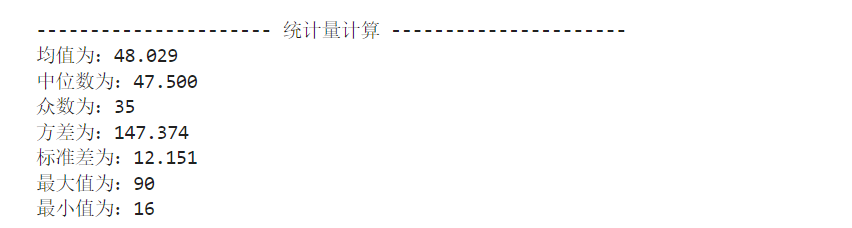 ---------------------- 统计量计算 ----------------------
均值为：48.029
中位数为：47.500
众数为：35
方差为：147.374
标准差为：12.151
最大值为：90
最小值为：16